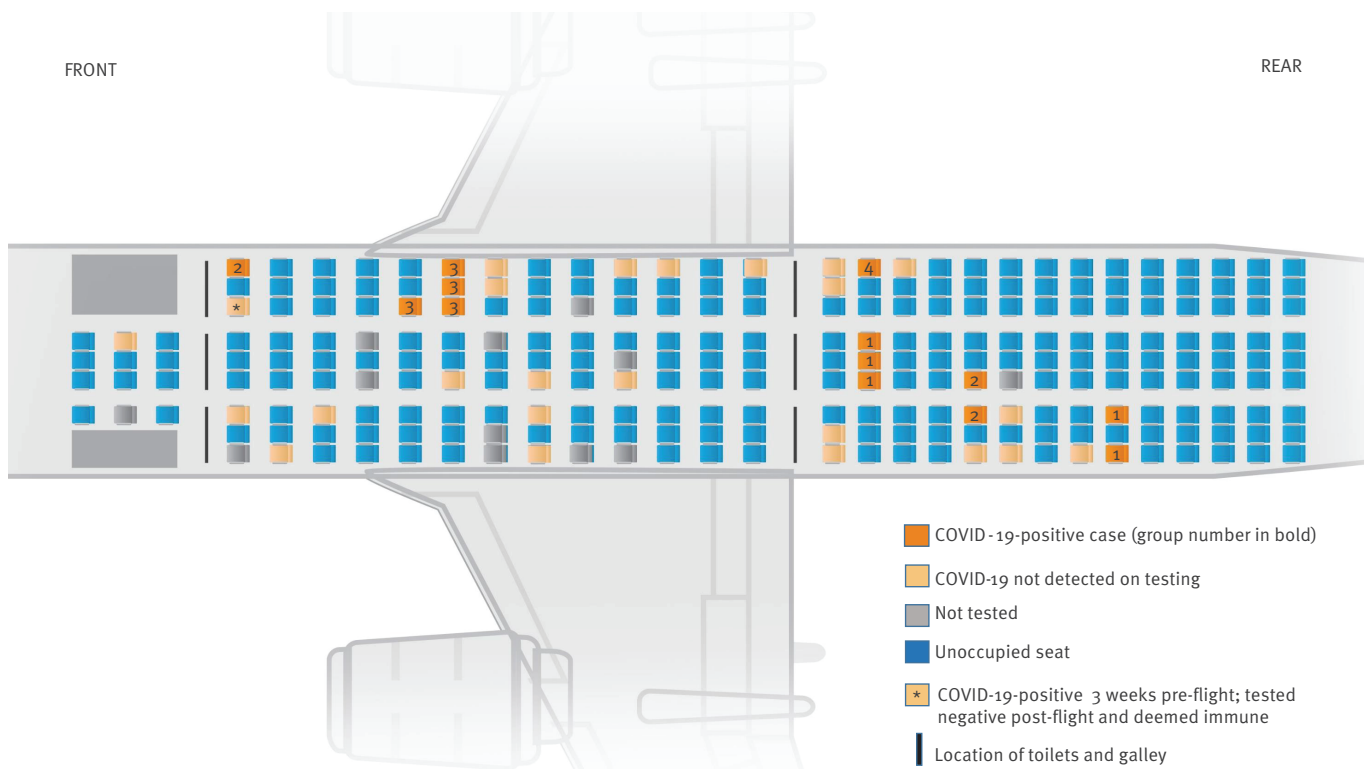 FRONT
REAR
2 3 4
3
* 3 3
1
1
1 2
2 1
1
COVID-19-positive case (group number in bold)
COVID-19 not detected on testing
Not tested
Unoccupied seat
* COVID-19-positive 3 weeks pre-flight; tested
negative post-flight and deemed immune
Location of toilets and galley